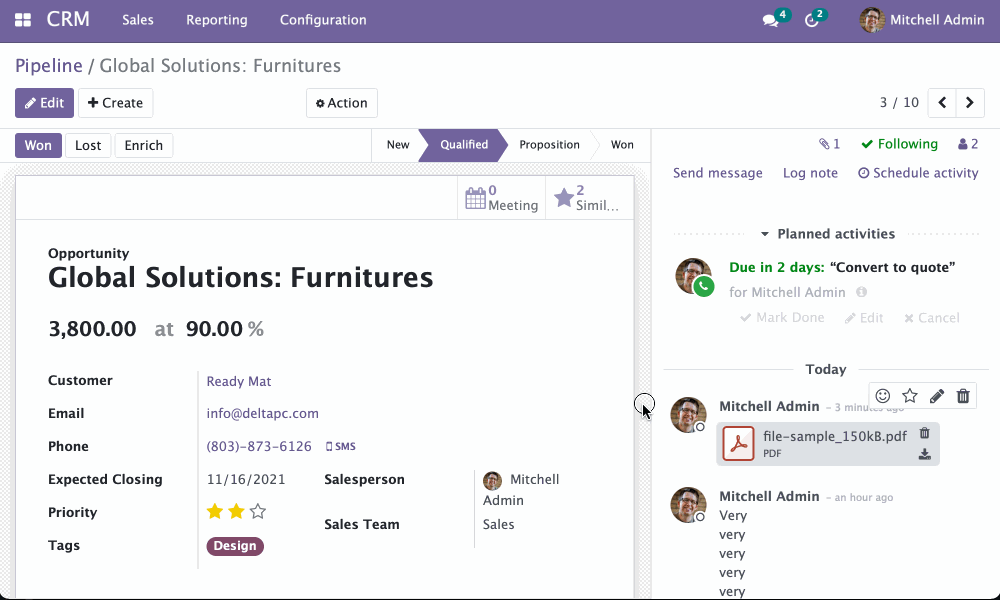 CRM Sales Reporting Configuration 4 2 Mitchell Admin
Pipeline / Global Solutions: Furnitures
Edit Create Action 3 / 10
Won Lost Enrich New Qualified Proposition Won
1 Following 2
Send message Log note Schedule activity
0 Meeting
2 Simil...
Opportunity
Global Solutions: Furnitures
3,800.00 at 90.00 %
Customer Ready Mat
Email info@deltapc.com
Phone (803)-873-6126 SMS
Expected Closing 11/16/2021
Priority
Tags Design
Salesperson Mitchell
Admin
Sales Team Sales
Planned activities
Due in 2 days: “Convert to quote”
for Mitchell Admin
Mark Done Edit Cancel
Today
Mitchell Admin - 3 minutes ago
file-sample_150kB.pdf
PDF
Mitchell Admin - an hour ago
Very
very
very
very
very